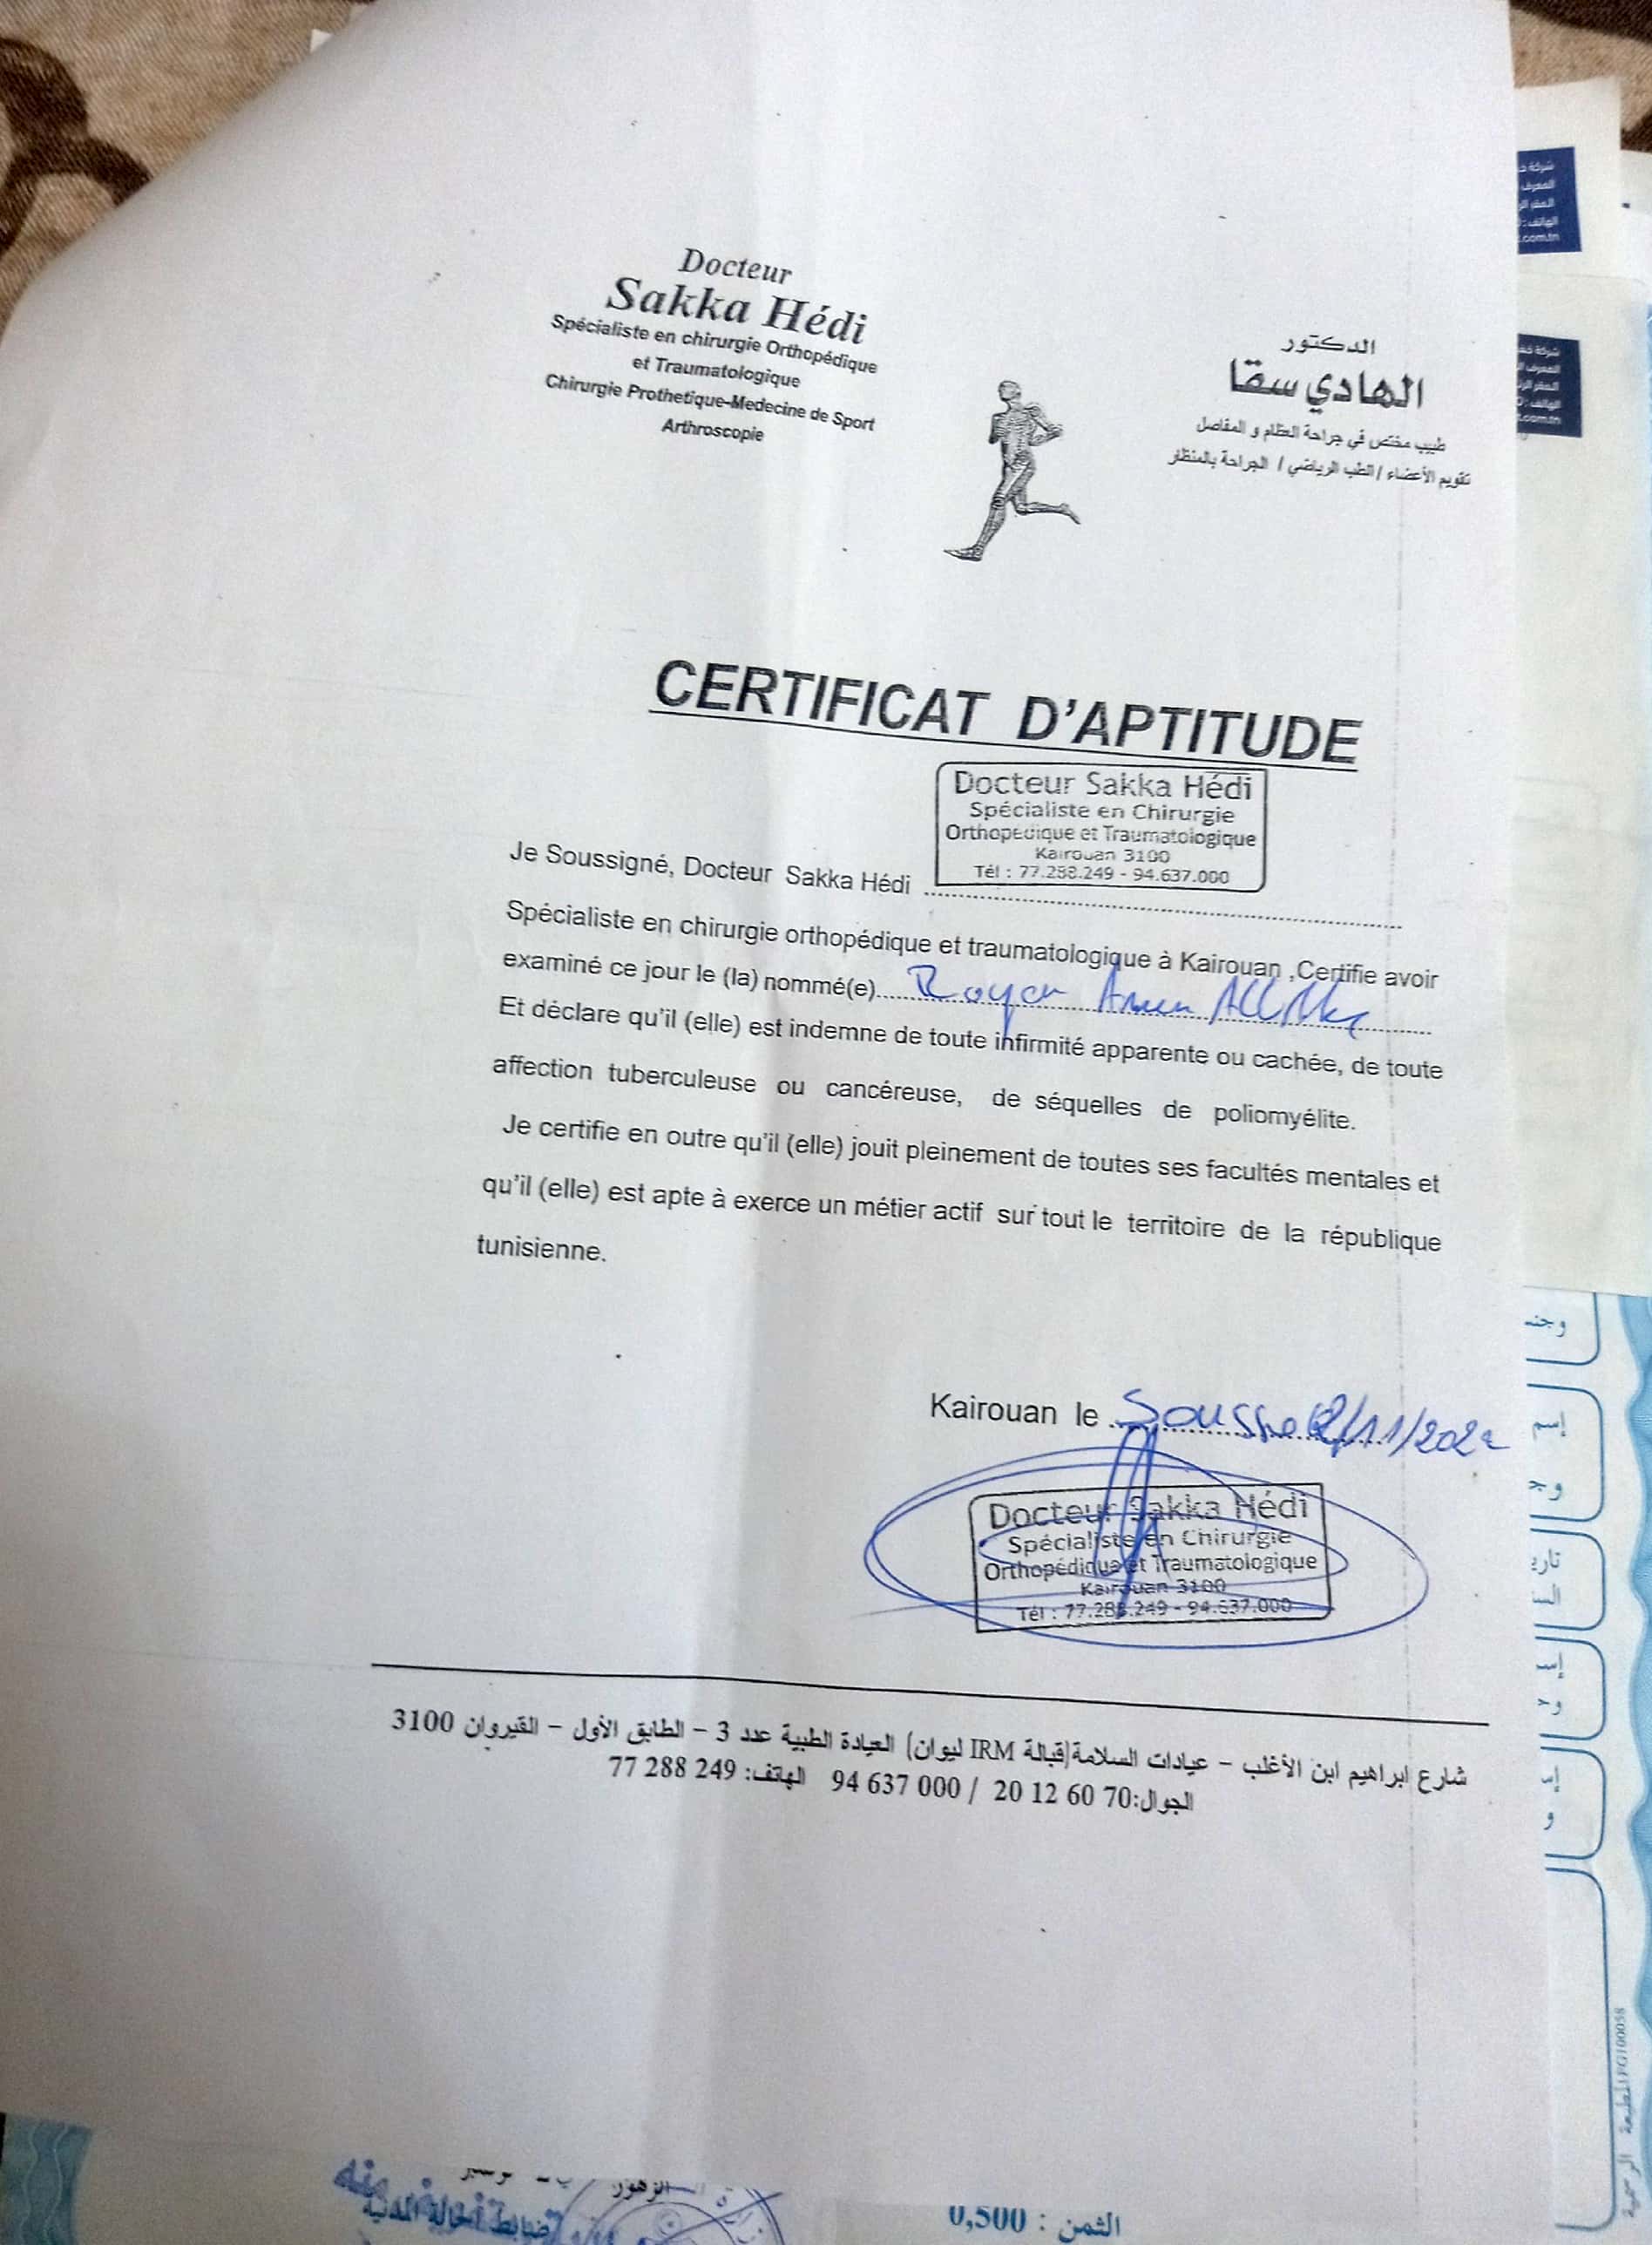 Docteur
Sakka Hédi
Spécialiste en chirurgie Orthopédique
et Traumatologique
Chirurgie Prothetique-Medecine de Sport
Arthroscopie
الدكتور
الهادي سقا
طبيب مختص في جراحة العظام و المفاصل
تقويم الأعضاء / الطب الرياضي / الجراحة بالمنظار
CERTIFICAT D'APTITUDE
Docteur Sakka Hédi
Spécialiste en Chirurgie
Orthopédique et Traumatologique
Kairouan 3100
Tél : 77.288.249 - 94.637.000
Je Soussigné, Docteur Sakka Hédi
Spécialiste en chirurgie orthopédique et traumatologique à Kairouan ,Certifie avoir
examiné ce jour le (la) nommé(e)
Et déclare qu'il (elle) est indemne de toute infirmité apparente ou cachée, de toute
affection tuberculeuse ou cancéreuse, de séquelles de poliomyélite.
Je certifie en outre qu'il (elle) jouit pleinement de toutes ses facultés mentales et
qu'il (elle) est apte à exerce un métier actif sur tout le territoire de la république
tunisienne.
Kairouan le Sousse
Docteur Sakka Hédi
Spécialiste en Chirurgie
Orthopédique et Traumatologique
Kairouan 3100
Tél : 77.288.249 - 94.637.000
شارع ابراهيم ابن الأغلب – عيادات السلامة(قبالة IRM ليوان) العيادة الطبية عدد 3 – الطابق الأول – القيروان 3100
الجوال:70 60 12 20 / 000 637 94 الهاتف: 249 288 77
ضابط الحالة المدنية
الزهور
الثمن : 0,500